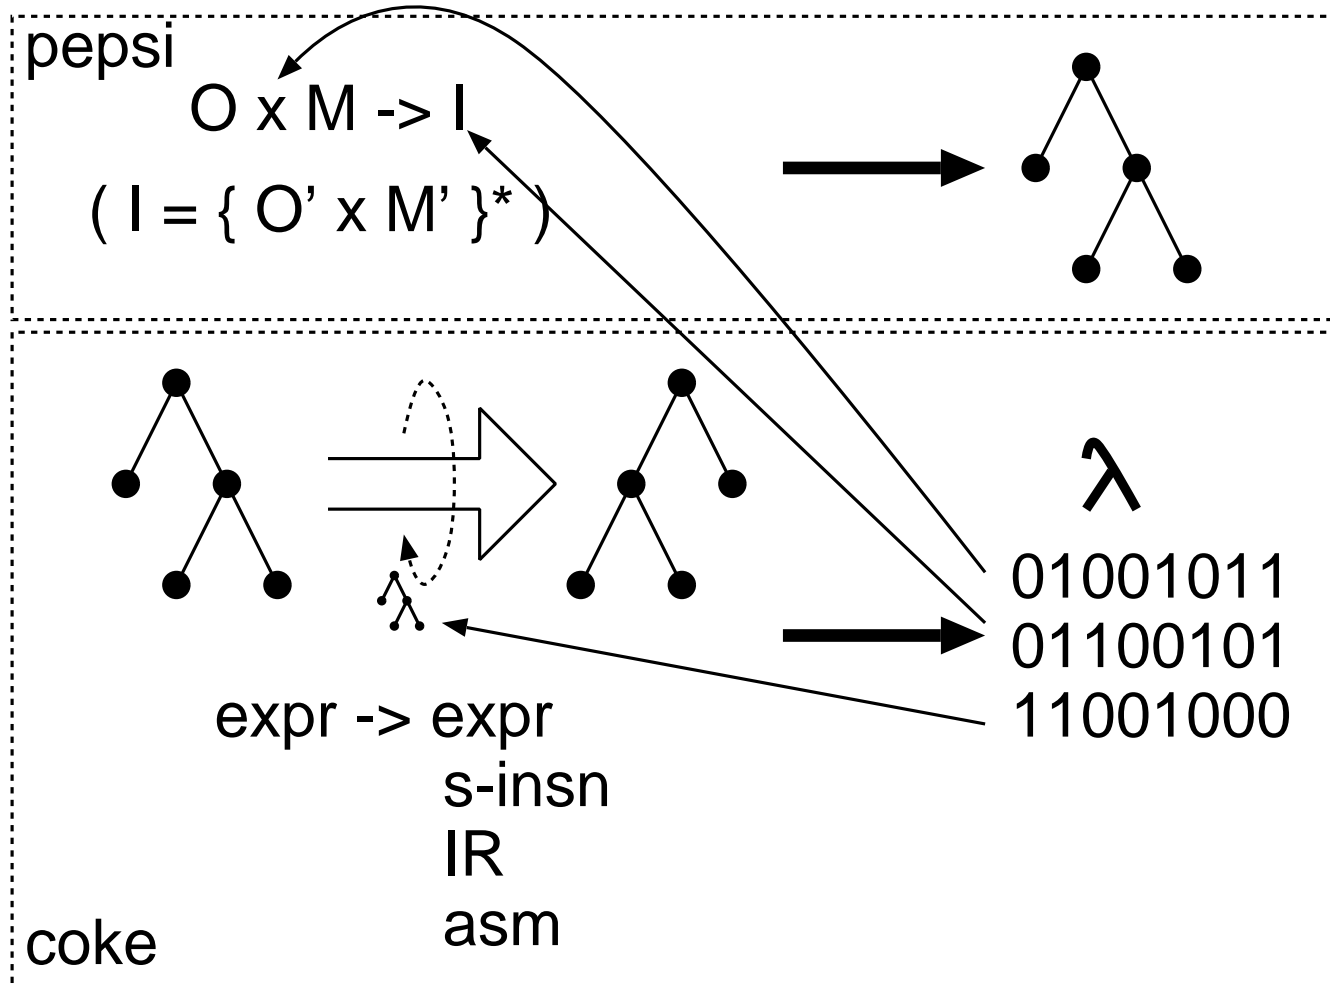 pepsi
O x M -> I
( I = { O’ x M’ }* )
λ
01001011
01100101
11001000
expr -> expr
s-insn
IR
asm
coke